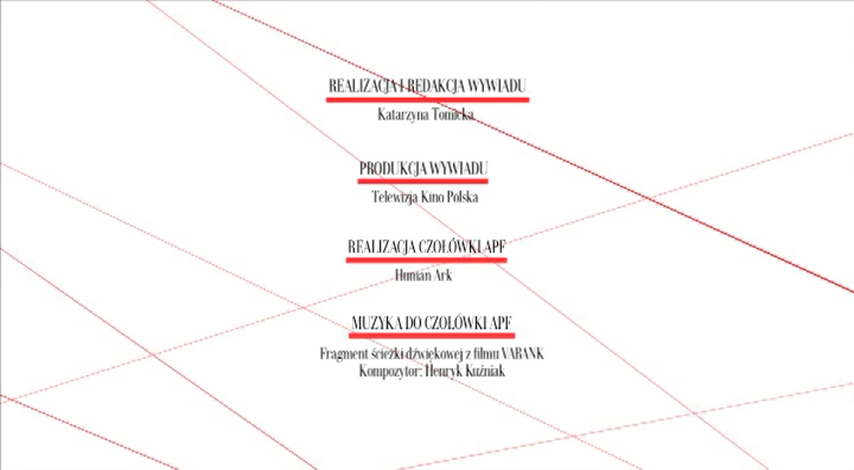 REALIZACJA I REDAKCJA WYWIADU
Katarzyna Tomicka
PRODUKCJA WYWIADU
Telewizja Kino Polska
REALIZACJA CZOŁÓWKI APF
Human Ark
MUZYKA DO CZOŁÓWKI APF
Fragment ścieżki dźwiękowej z filmu VABANK
Kompozytor: Henryk Kuźniak